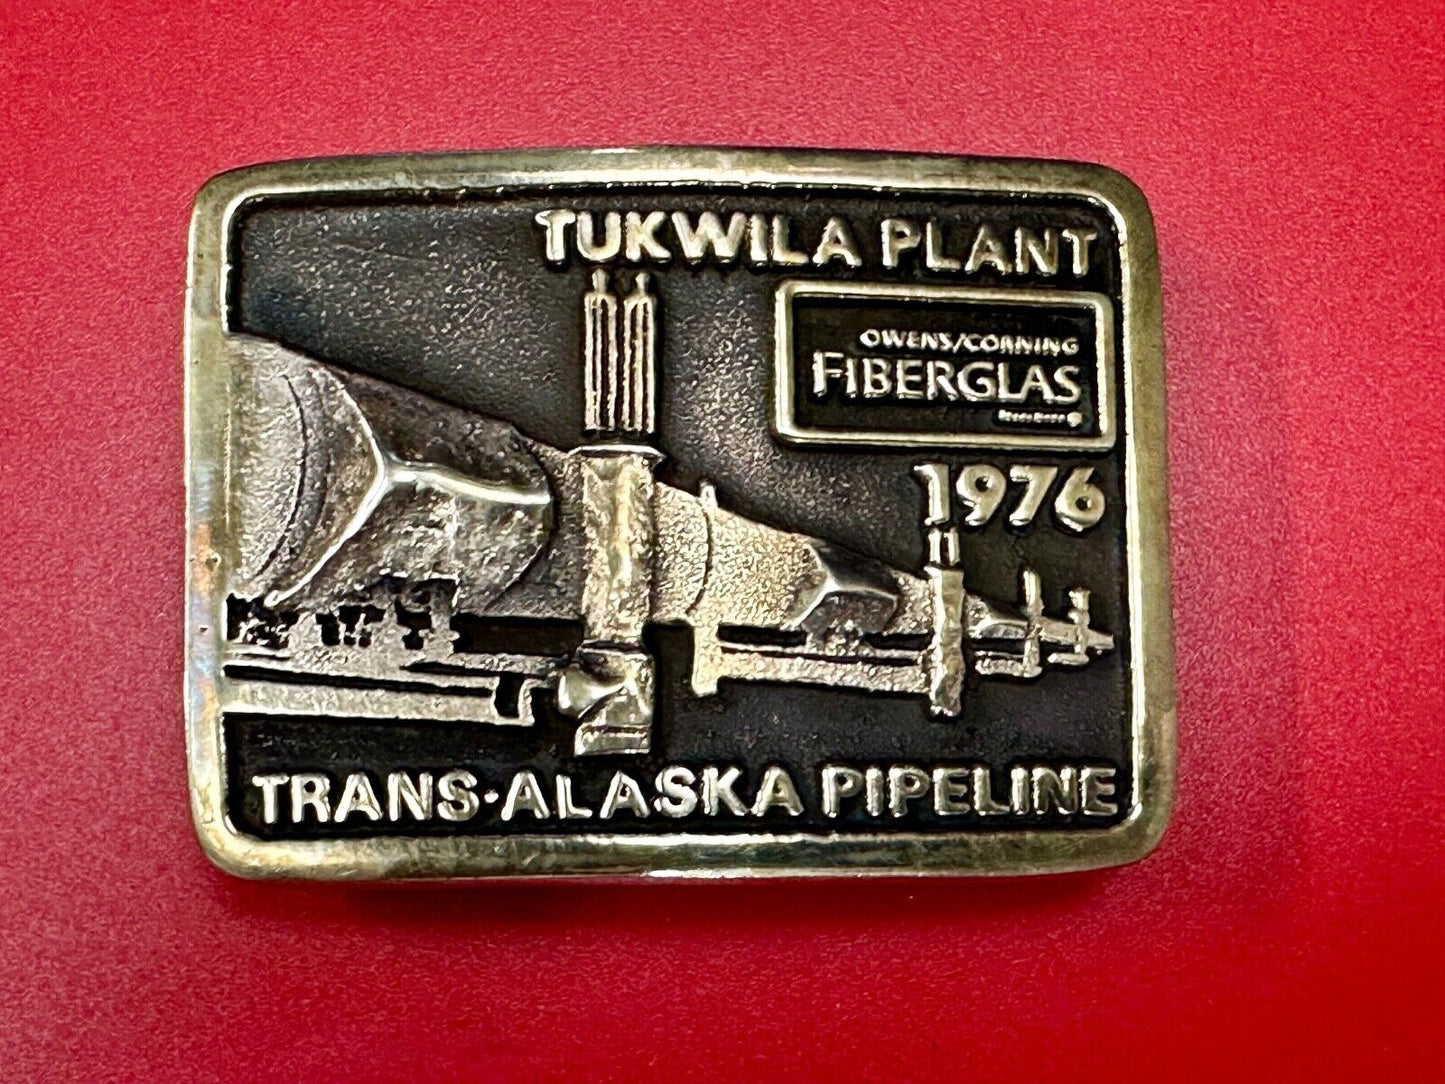 TUKWILA PLANT
OWENS/CORNING
FIBERGLAS
1976
TRANS·ALASKA PIPELINE